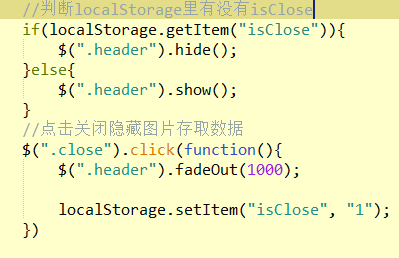 //判断localStorage里有没有isClose
if(localStorage.getItem("isClose")){
$(".header").hide();
}else{
$(".header").show();
}
//点击关闭隐藏图片存取数据
$(".close").click(function(){
$(".header").fadeOut(1000);
localStorage.setItem("isClose", "1");
})